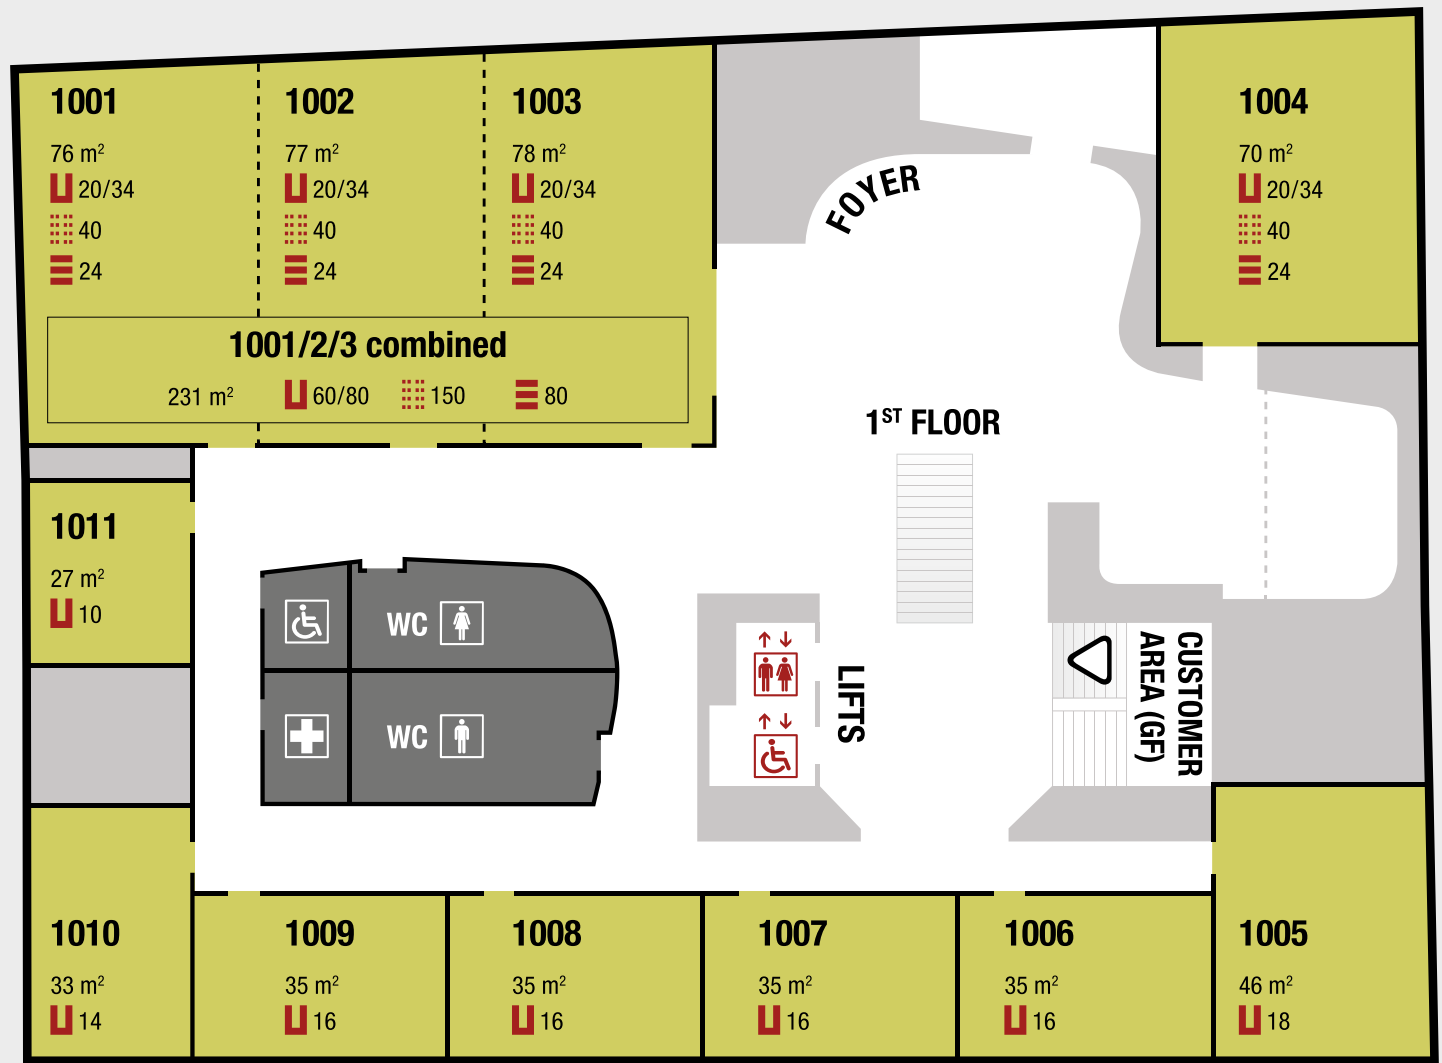 1001
76 m²
20/34
40
24
1002
77 m²
20/34
40
24
1003
78 m²
20/34
40
24
1001/2/3 combined
231 m² 60/80 150 80
FOYER
1004
70 m²
20/34
40
24
1ST FLOOR
1011
27 m²
10
WC
WC
LIFTS
CUSTOMER
AREA (GF)
1010
33 m²
14
1009
35 m²
16
1008
35 m²
16
1007
35 m²
16
1006
35 m²
16
1005
46 m²
18